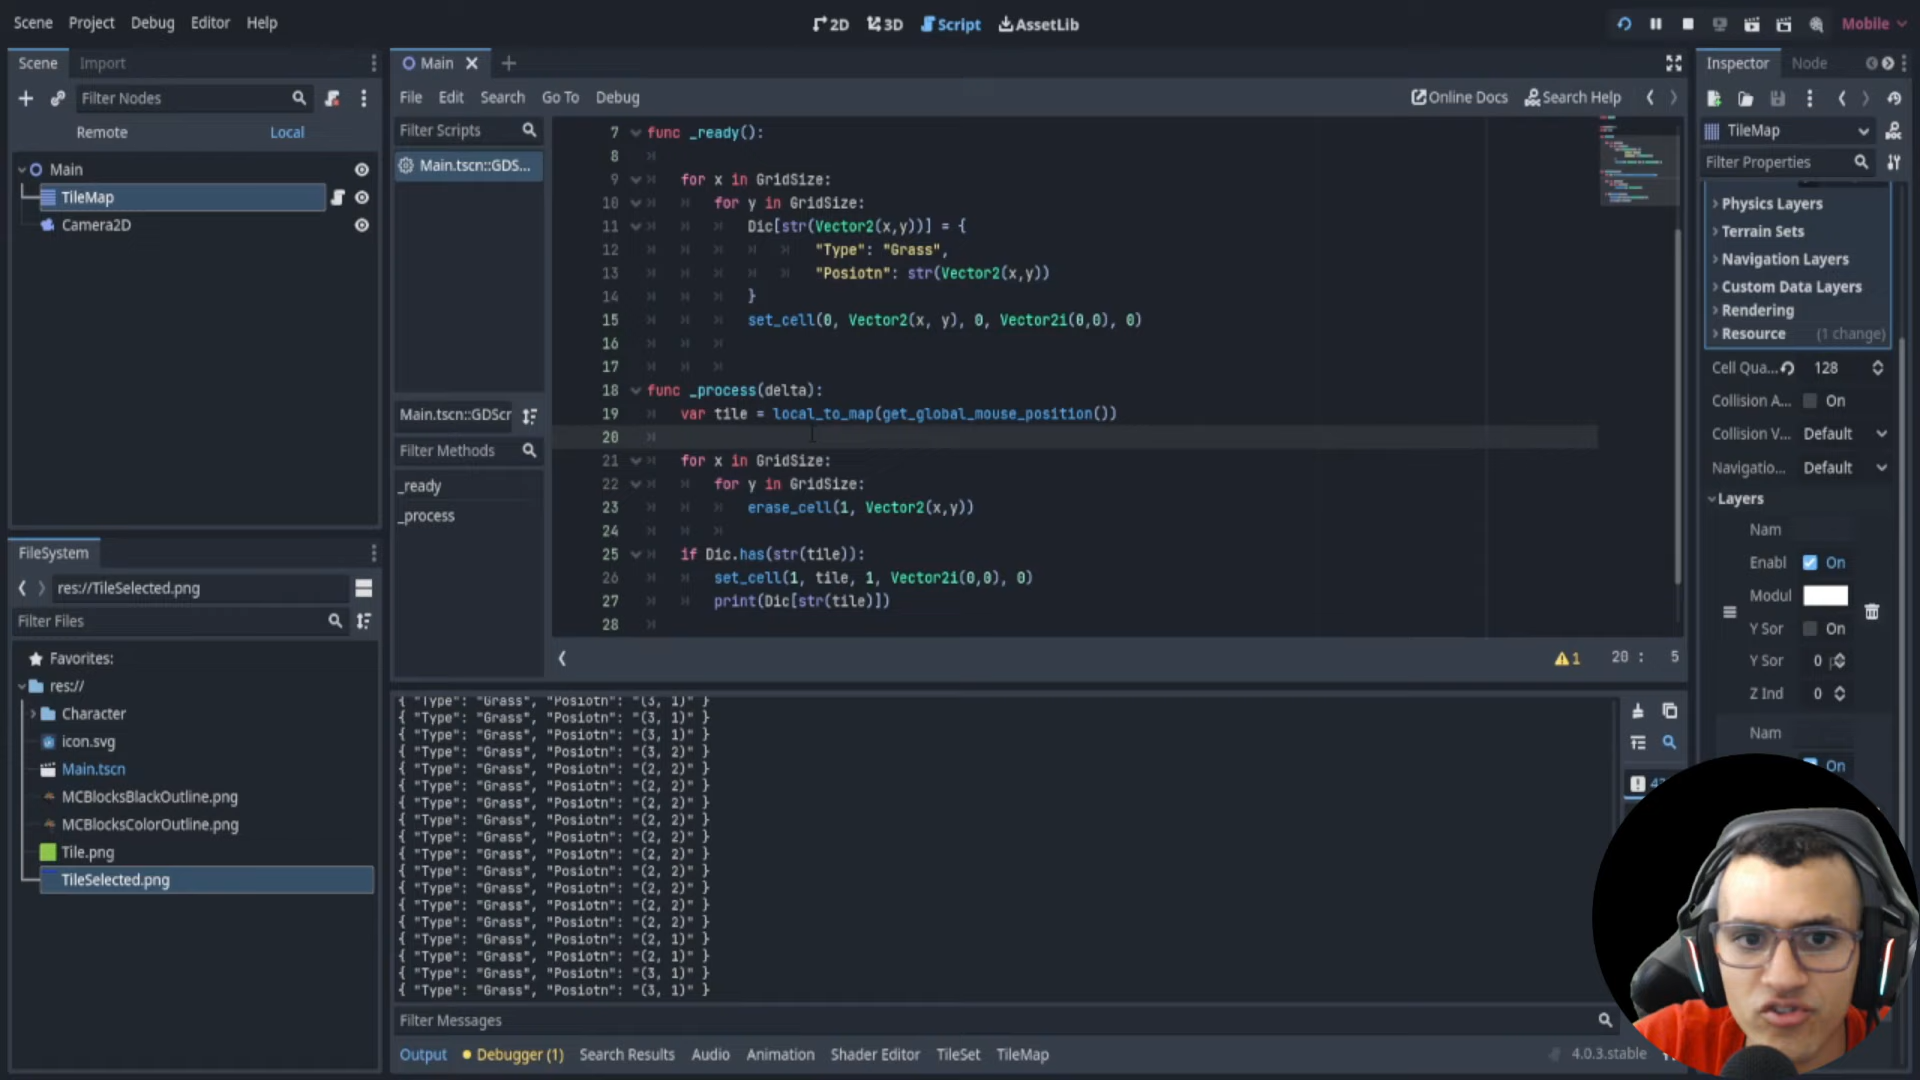 Scene Project Debug Editor Help
2D 3D Script AssetLib
Mobile
Scene Import
Filter Nodes
Remote Local
Main
TileMap
Camera2D
FileSystem
res://TileSelected.png
Filter Files
Favorites:
res://
Character
icon.svg
Main.tscn
MCBlocksBlackOutline.png
MCBlocksColorOutline.png
Tile.png
TileSelected.png
Main
File Edit Search Go To Debug
Online Docs Search Help
Filter Scripts
Main.tscn::GDS...
Main.tscn::GDScr
Filter Methods
_ready
_process
7 func _ready():
8
9 for x in GridSize:
10 for y in GridSize:
11 Dic[str(Vector2(x,y))] = {
12 "Type": "Grass",
13 "Posiotn": str(Vector2(x,y))
14 }
15 set_cell(0, Vector2(x, y), 0, Vector2i(0,0), 0)
16
17
18 func _process(delta):
19 var tile = local_to_map(get_global_mouse_position())
20
21 for x in GridSize:
22 for y in GridSize:
23 erase_cell(1, Vector2(x,y))
24
25 if Dic.has(str(tile)):
26 set_cell(1, tile, 1, Vector2i(0,0), 0)
27 print(Dic[str(tile)])
28
1 20 : 5
{ "Type": "Grass", "Posiotn": "(3, 1)" }
{ "Type": "Grass", "Posiotn": "(3, 1)" }
{ "Type": "Grass", "Posiotn": "(3, 1)" }
{ "Type": "Grass", "Posiotn": "(3, 2)" }
{ "Type": "Grass", "Posiotn": "(2, 2)" }
{ "Type": "Grass", "Posiotn": "(2, 2)" }
{ "Type": "Grass", "Posiotn": "(2, 2)" }
{ "Type": "Grass", "Posiotn": "(2, 2)" }
{ "Type": "Grass", "Posiotn": "(2, 2)" }
{ "Type": "Grass", "Posiotn": "(2, 2)" }
{ "Type": "Grass", "Posiotn": "(2, 2)" }
{ "Type": "Grass", "Posiotn": "(2, 2)" }
{ "Type": "Grass", "Posiotn": "(2, 2)" }
{ "Type": "Grass", "Posiotn": "(2, 2)" }
{ "Type": "Grass", "Posiotn": "(2, 1)" }
{ "Type": "Grass", "Posiotn": "(2, 1)" }
{ "Type": "Grass", "Posiotn": "(3, 1)" }
{ "Type": "Grass", "Posiotn": "(3, 1)" }
Filter Messages
Output Debugger (1) Search Results Audio Animation Shader Editor TileSet TileMap
4.0.3.stable
Inspector Node
TileMap
Filter Properties
Physics Layers
Terrain Sets
Navigation Layers
Custom Data Layers
Rendering
Resource (1 change)
Cell Qua... 128
Collision A... On
Collision V... Default
Navigatio... Default
Layers
Nam
Enabl On
Modul
Y Sor On
Y Sor 0
Z Ind 0
Nam
On